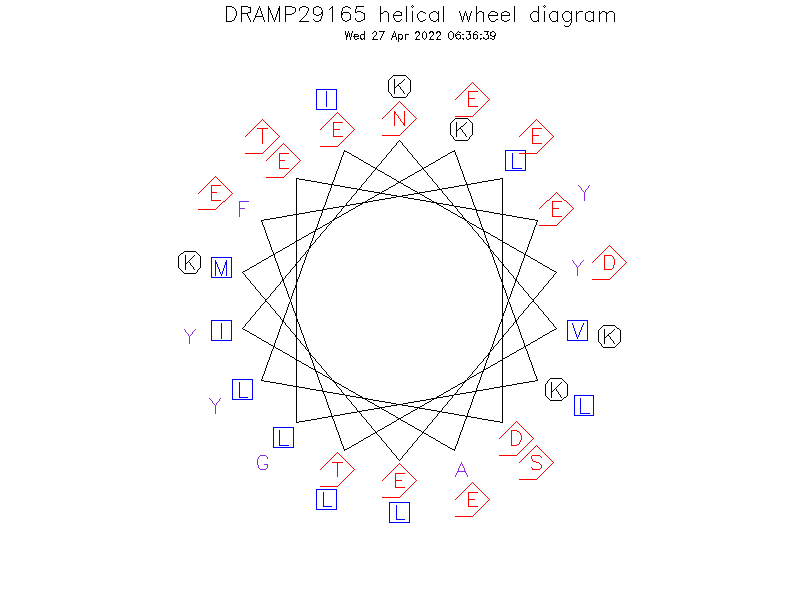 DRAMP29165 helical wheel diagram
Wed 27 Apr 2022 06:36:39
K
I E
E N K E
T E L
E
E F E Y
K M Y D
Y I V K
Y L K L
L D
G T A S
E
L L E